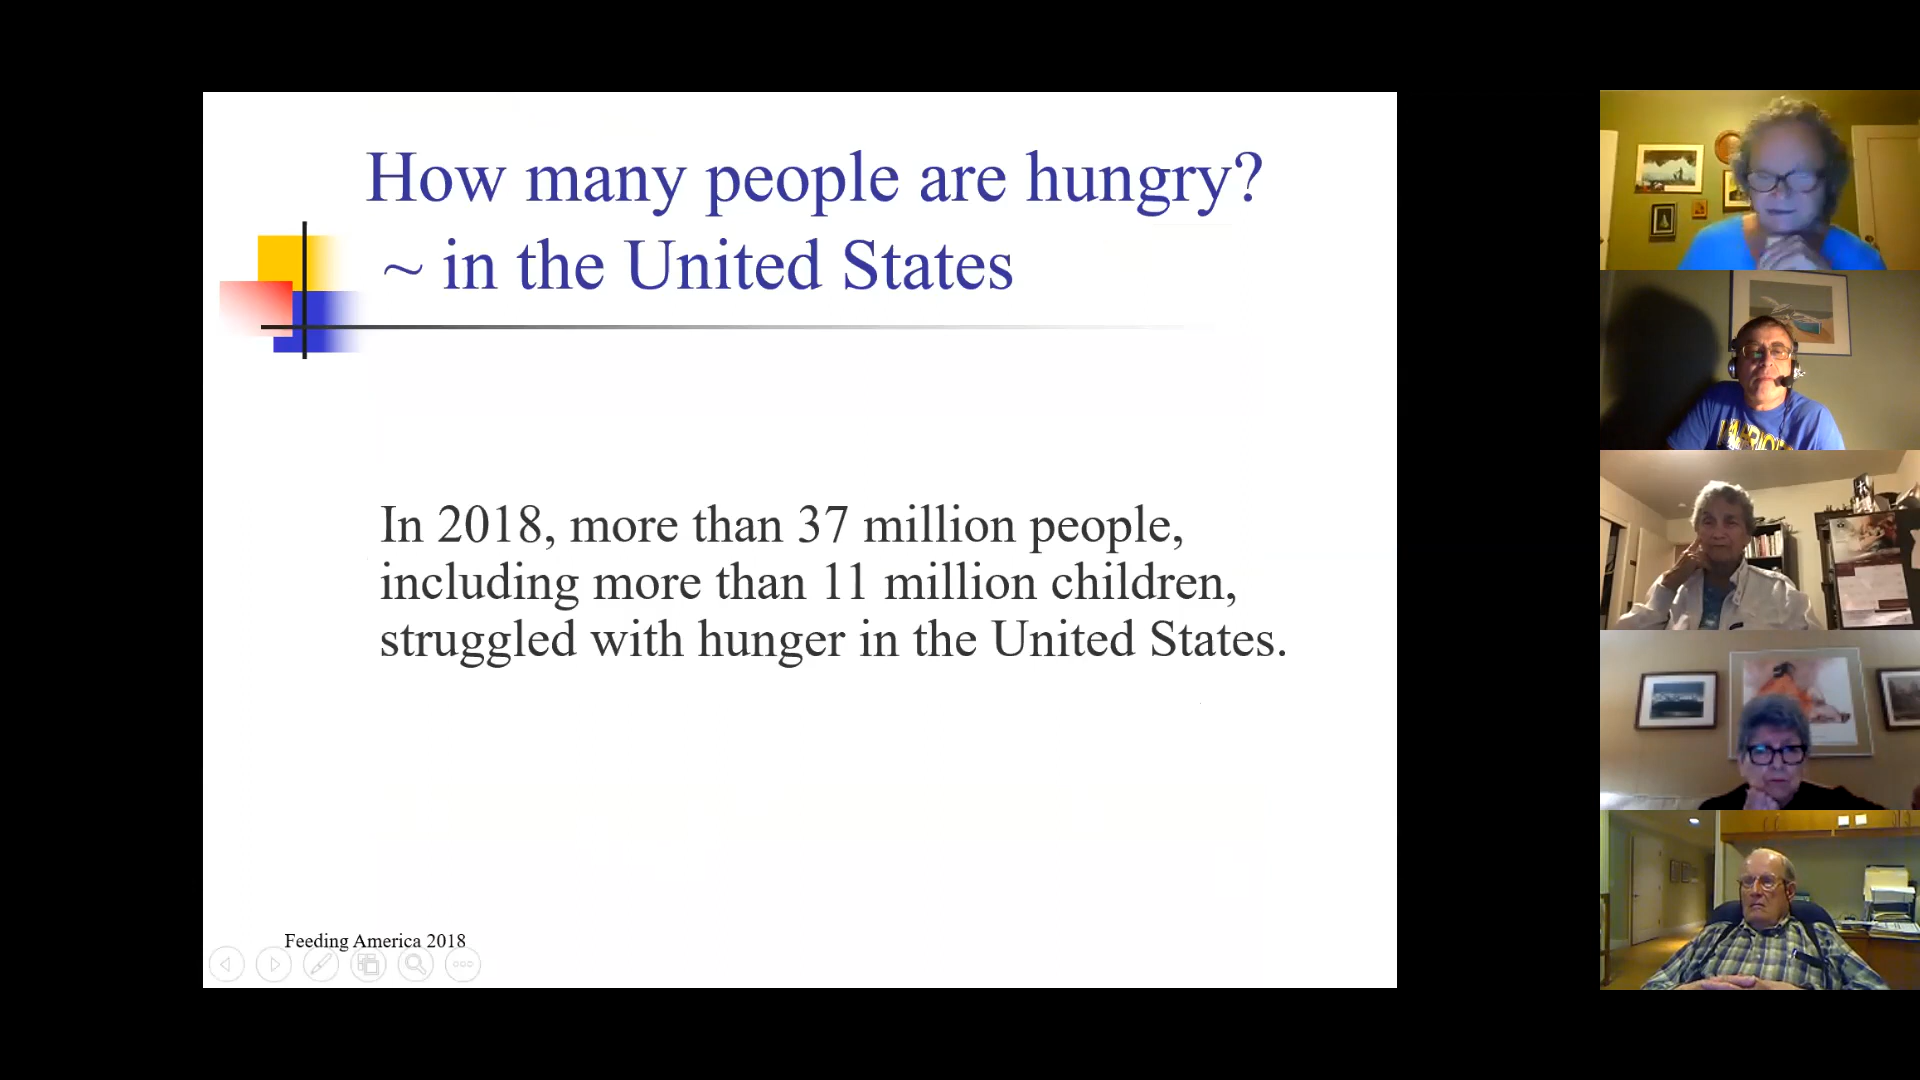 How many people are hungry?
~ in the United States
In 2018, more than 37 million people,
including more than 11 million children,
struggled with hunger in the United States.
Feeding America 2018